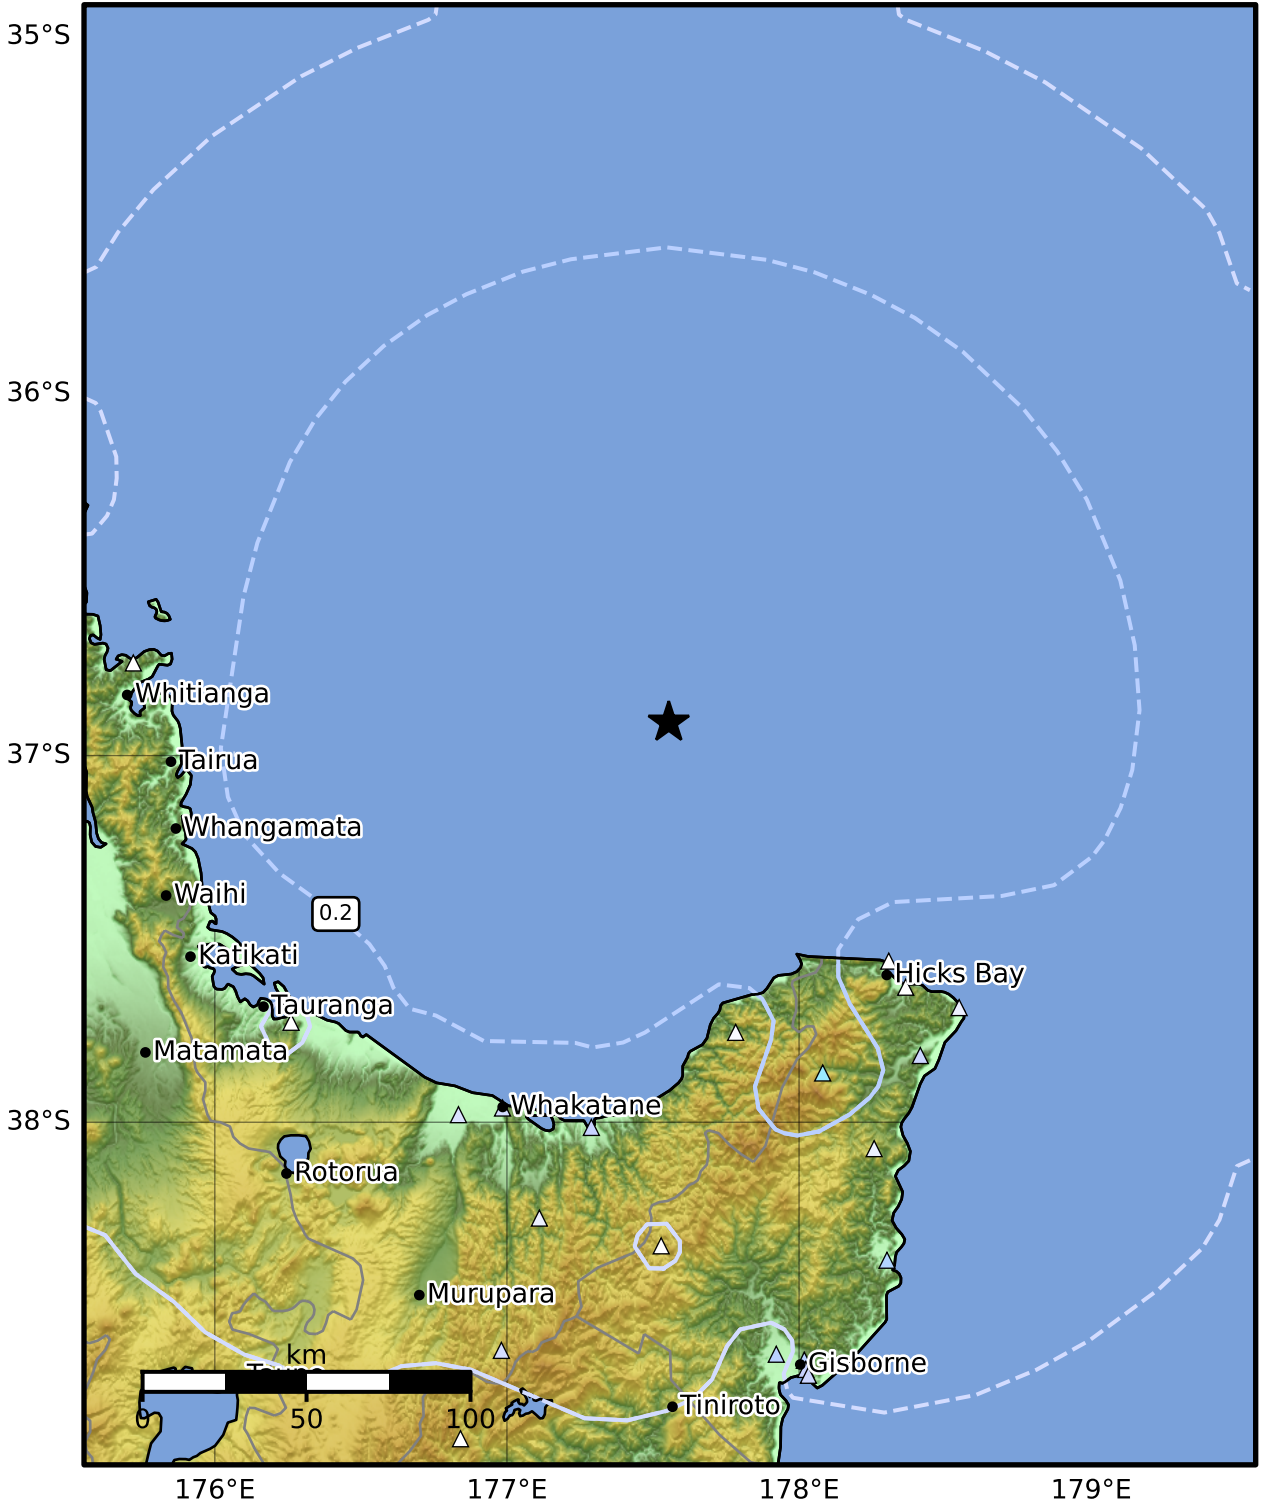 35°S
36°S
Whitianga
37°S
Tairua
Whangamata
Waihi
0.2
Katikati
Hicks Bay
Tauranga
Matamata
Whakatane
38°S
Rotorua
Murupara
km
Gisborne
Tiniroto
0
50
100
176°E
177°E
178°E
179°E